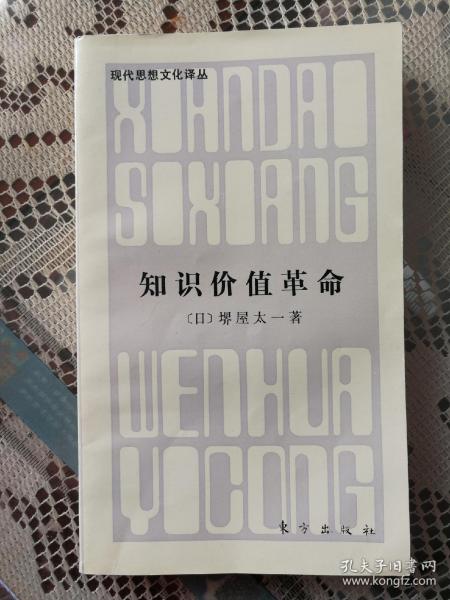 现代思想文化译丛
XIANDAI
SIXIANG
知识价值革命
〔日〕堺屋太一著
WENHUA
YICONG
东方出版社
孔夫子旧书网
www.kongfz.com